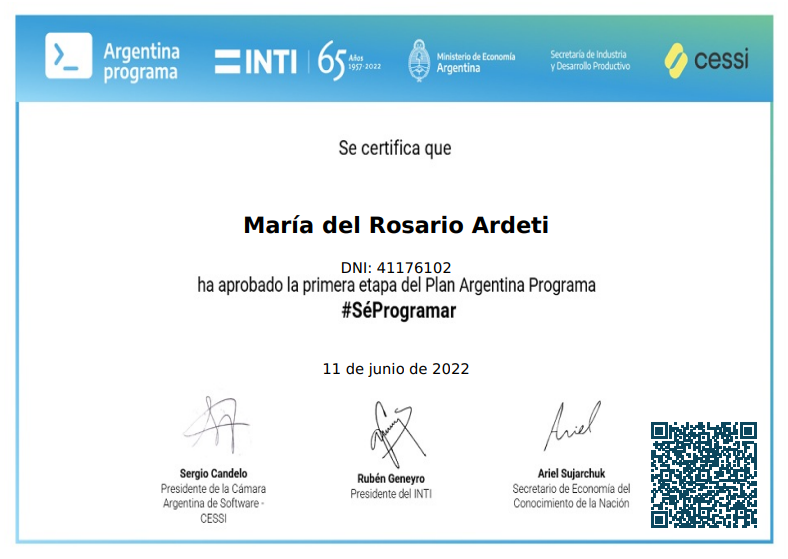 Argentina
programa
INTI
65 Años
1957-2022
Ministerio de Economía
Argentina
Secretaría de Industria
y Desarrollo Productivo
cessi
Se certifica que
María del Rosario Ardeti
DNI: 41176102
ha aprobado la primera etapa del Plan Argentina Programa
#SéProgramar
11 de junio de 2022
Sergio Candelo
Presidente de la Cámara
Argentina de Software -
CESSI
Rubén Geneyro
Presidente del INTI
Ariel Sujarchuk
Secretario de Economía del
Conocimiento de la Nación